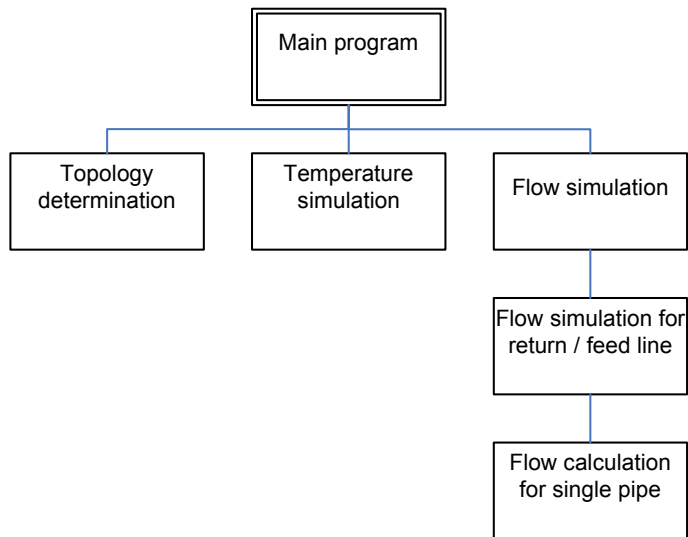 Main program
Topology
determination
Temperature
simulation
Flow simulation
Flow simulation for
return / feed line
Flow calculation
for single pipe